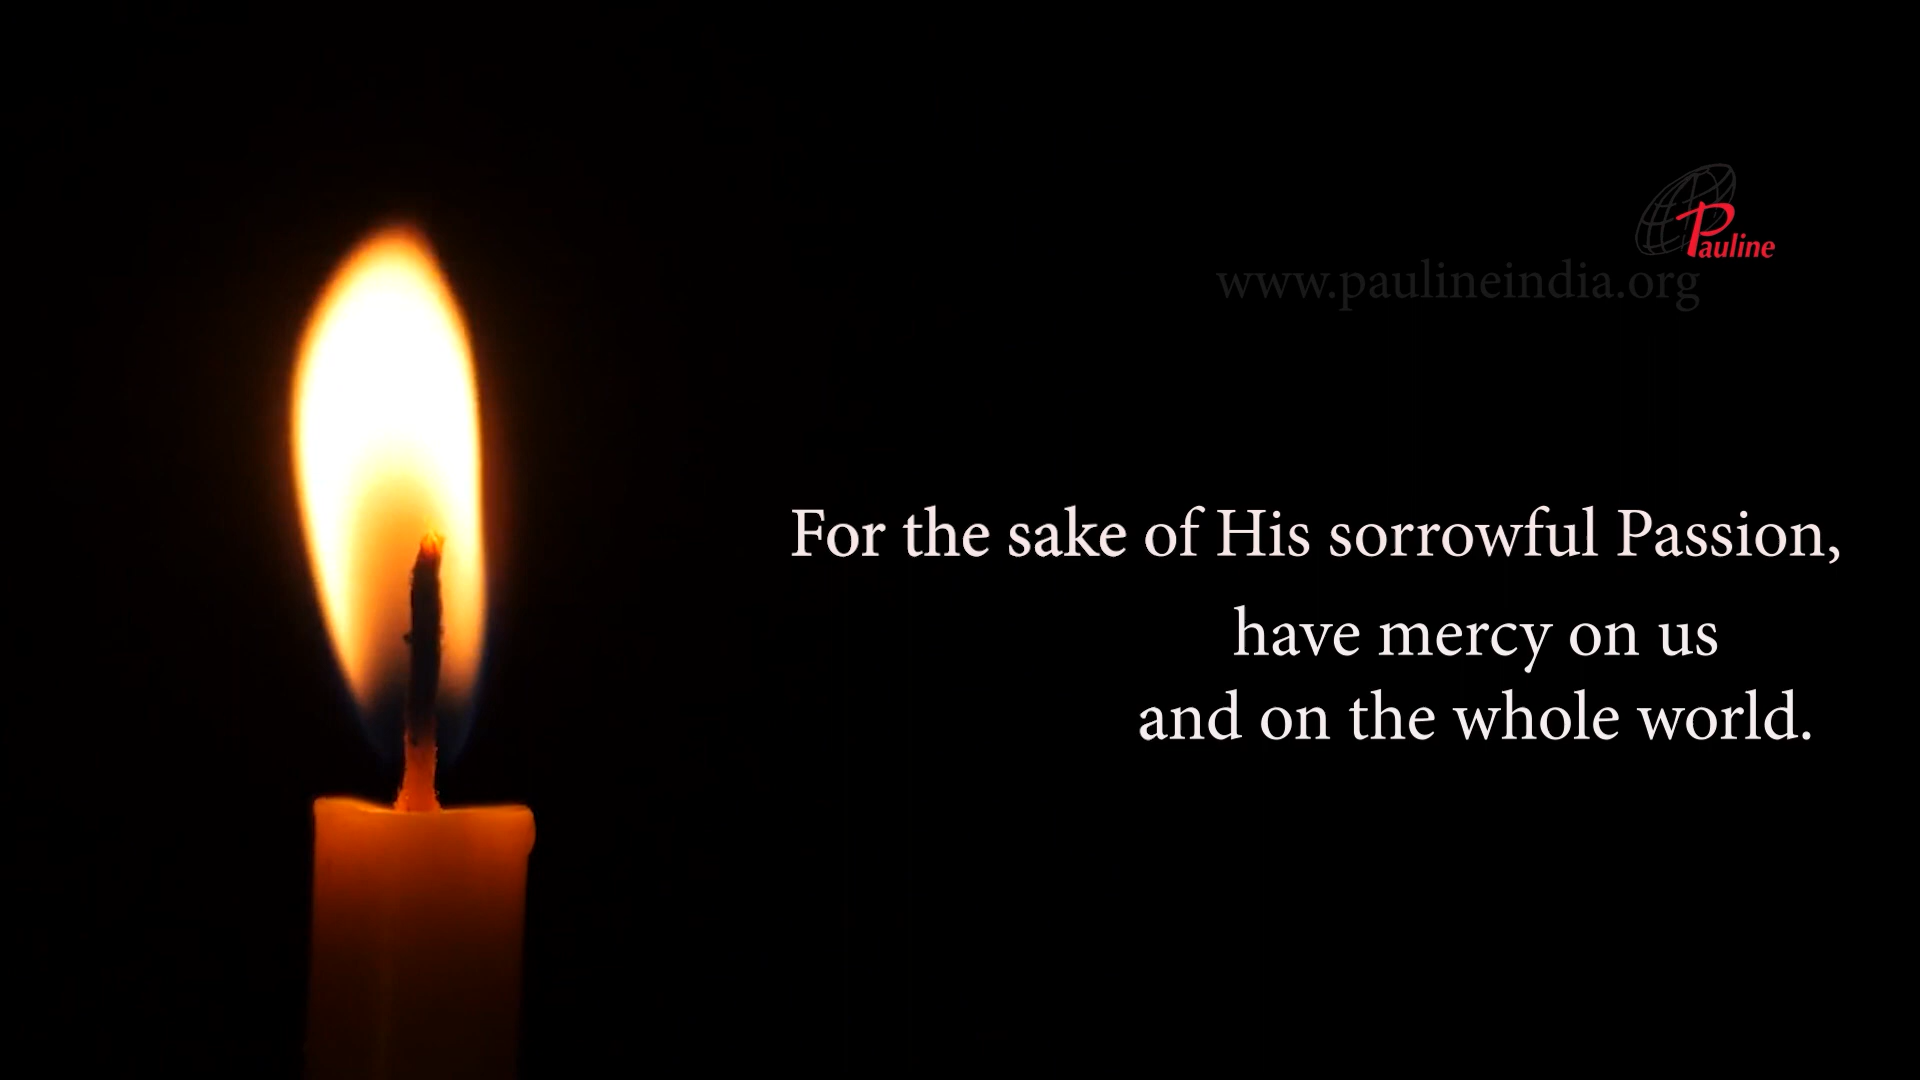 Pauline
www.paulineindia.org
For the sake of His sorrowful Passion,
have mercy on us
and on the whole world.